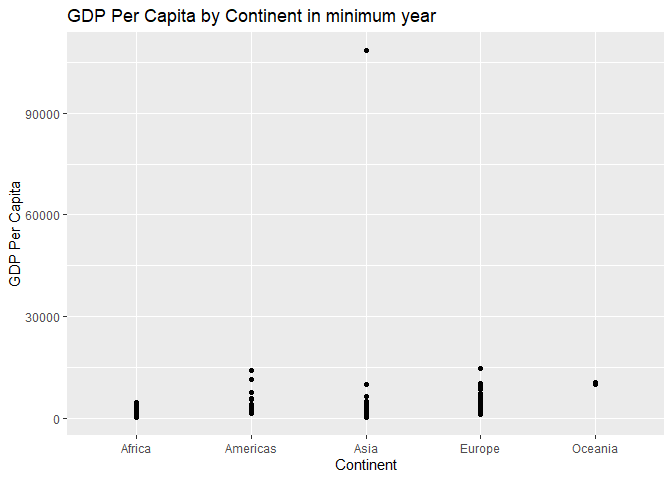 GDP Per Capita by Continent in minimum year
GDP Per Capita
90000
60000
30000
0
Africa Americas Asia Europe Oceania
Continent